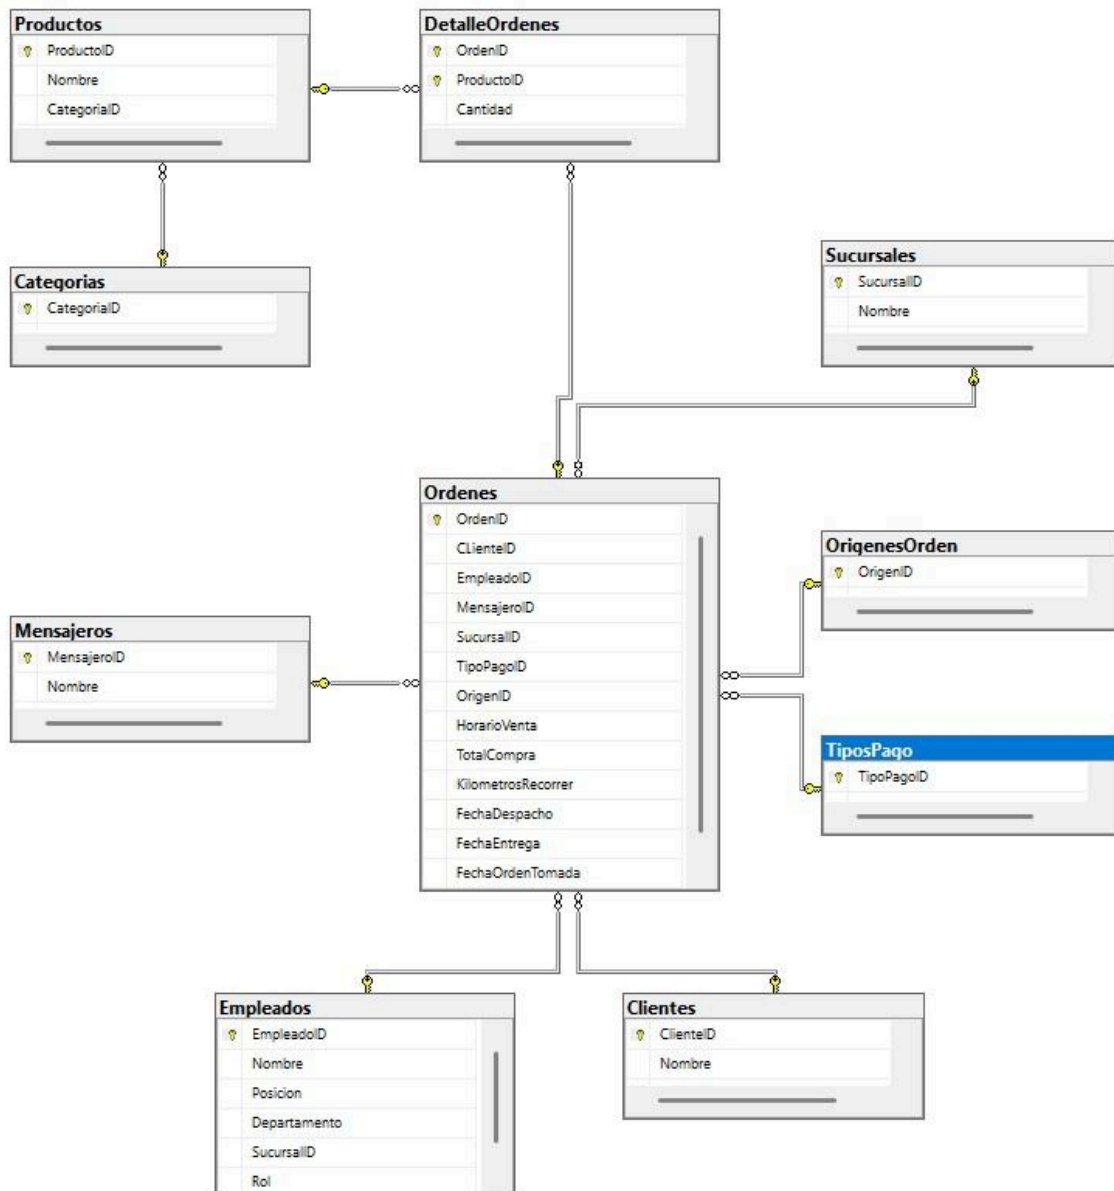 Productos
ProductoID
Nombre
CategoriaID
DetalleOrdenes
OrdenID
ProductoID
Cantidad
Categorias
CategoriaID
Sucursales
SucursalID
Nombre
Ordenes
OrdenID
CLienteID
EmpleadoID
MensajeroID
SucursalID
TipoPagoID
OrigenID
HorarioVenta
TotalCompra
KilometrosRecorrer
FechaDespacho
FechaEntrega
FechaOrdenTomada
OrigenesOrden
OrigenID
Mensajeros
MensajeroID
Nombre
TiposPago
TipoPagoID
Empleados
EmpleadoID
Nombre
Posicion
Departamento
SucursalID
Rol
Clientes
ClienteID
Nombre